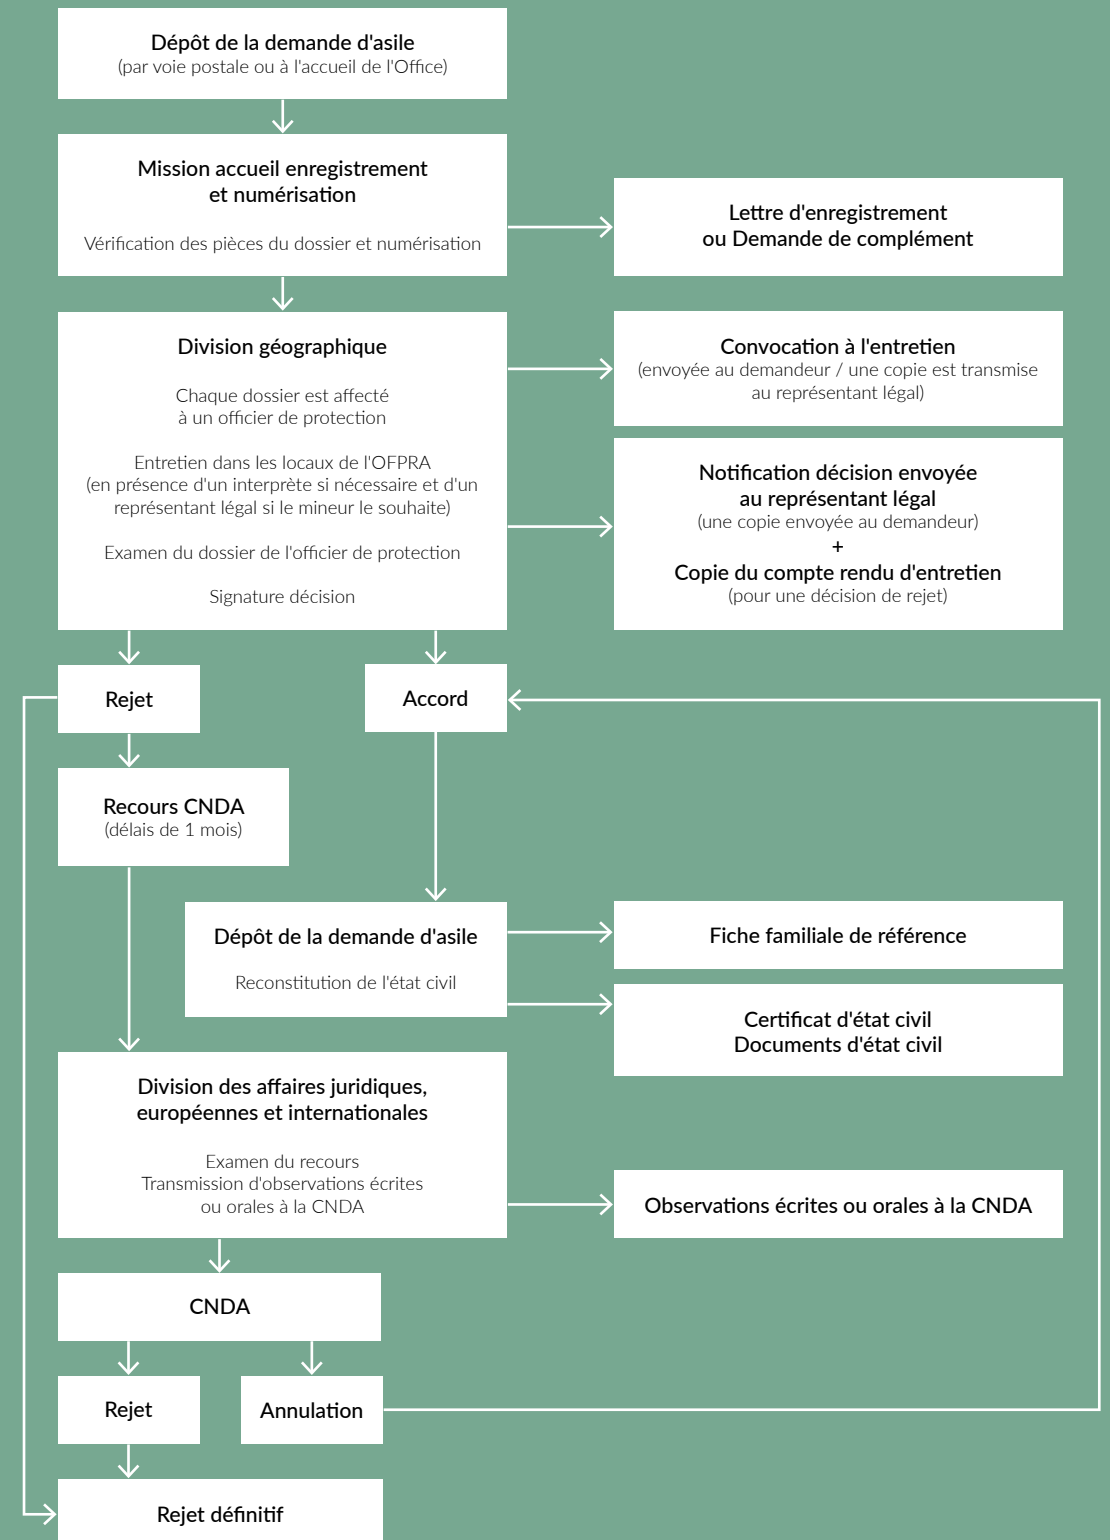 Dépôt de la demande d'asile
(par voie postale ou à l'accueil de l'Office)
Mission accueil enregistrement
et numérisation
Vérification des pièces du dossier et numérisation
Lettre d'enregistrement
ou Demande de complément
Division géographique
Chaque dossier est affecté
à un officier de protection
Entretien dans les locaux de l'OFPRA
(en présence d'un interprète si nécessaire et d'un
représentant légal si le mineur le souhaite)
Examen du dossier de l'officier de protection
Signature décision
Convocation à l'entretien
(envoyée au demandeur / une copie est transmise
au représentant légal)
Notification décision envoyée
au représentant légal
(une copie envoyée au demandeur)
+
Copie du compte rendu d'entretien
(pour une décision de rejet)
Rejet
Accord
Recours CNDA
(délais de 1 mois)
Dépôt de la demande d'asile
Reconstitution de l'état civil
Fiche familiale de référence
Certificat d'état civil
Documents d'état civil
Division des affaires juridiques,
européennes et internationales
Examen du recours
Transmission d'observations écrites
ou orales à la CNDA
Observations écrites ou orales à la CNDA
CNDA
Rejet
Annulation
Rejet définitif